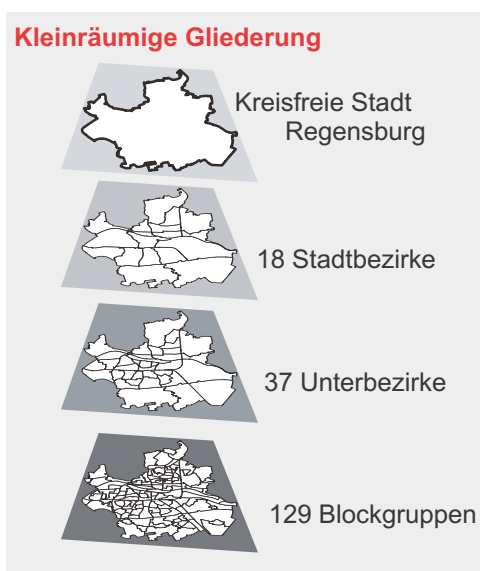 Kleinräumige Gliederung
Kreisfreie Stadt
Regensburg
18 Stadtbezirke
37 Unterbezirke
129 Blockgruppen